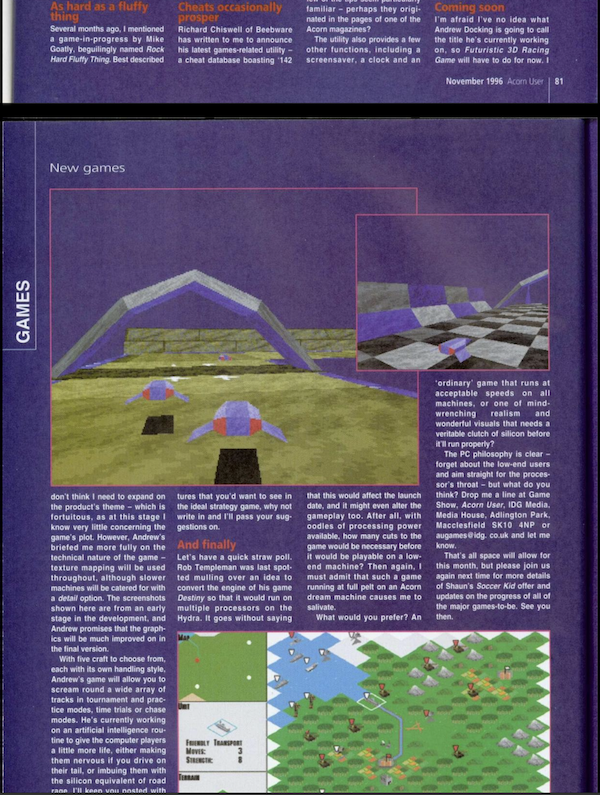 As hard as a fluffy
thing
Several months ago, I mentioned
a game-in-progress by Mike
Goatly, beguilingly named Rock
Hard Fluffy Thing. Best described
Cheats occasionally
prosper
Richard Chiswell of Beebware
has written to me to announce
his latest games-related utility –
a cheat database boasting '142
familiar – perhaps they origi-
nated in the pages of one of the
Acorn magazines?
The utility also provides a few
other functions, including a
screensaver, a clock and an
Coming soon
I'm afraid I've no idea what
Andrew Docking is going to call
the title he's currently working
on, so Futuristic 3D Racing
Game will have to do for now. I
November 1996 Acorn User 81
New games
GAMES
don't think I need to expand on
the product's theme – which is
fortuitous, as at this stage I
know very little concerning the
game's plot. However, Andrew's
briefed me more fully on the
technical nature of the game –
texture mapping will be used
throughout, although slower
machines will be catered for with
a detail option. The screenshots
shown here are from an early
stage in the development, and
Andrew promises that the graph-
ics will be much improved on in
the final version.
With five craft to choose from,
each with its own handling style,
Andrew's game will allow you to
scream round a wide array of
tracks in tournament and prac-
tice modes, time trials or chase
modes. He's currently working
on an artificial intelligence rou-
tine to give the computer players
a little more life, either making
them nervous if you drive on
their tail, or imbuing them with
the silicon equivalent of road
rage. I'll keep you posted with
tures that you'd want to see in
the ideal strategy game, why not
write in and I'll pass your sug-
gestions on.
And finally
Let's have a quick straw poll.
Rob Templeman was last spot-
ted mulling over an idea to
convert the engine of his game
Destiny so that it would run on
multiple processors on the
Hydra. It goes without saying
that this would affect the launch
date, and it might even alter the
gameplay too. After all, with
oodles of processing power
available, how many cuts to the
game would be necessary before
it would be playable on a low-
end machine? Then again, I
must admit that such a game
running at full pelt on an Acorn
dream machine causes me to
salivate.
What would you prefer? An
'ordinary' game that runs at
acceptable speeds on all
machines, or one of mind-
wrenching realism and
wonderful visuals that needs a
veritable clutch of silicon before
it'll run properly?
The PC philosophy is clear –
forget about the low-end users
and aim straight for the proces-
sor's throat – but what do you
think? Drop me a line at Game
Show, Acorn User, IDG Media,
Media House, Adlington Park,
Macclesfield SK10 4NP or
augames@idg. co.uk and let me
know.
That's all space will allow for
this month, but please join us
again next time for more details
of Shaun's Soccer Kid offer and
updates on the progress of all of
the major games-to-be. See you
then.
Map
Unit
Friendly Transport
Moves: 3
Strength: 8
Terrain